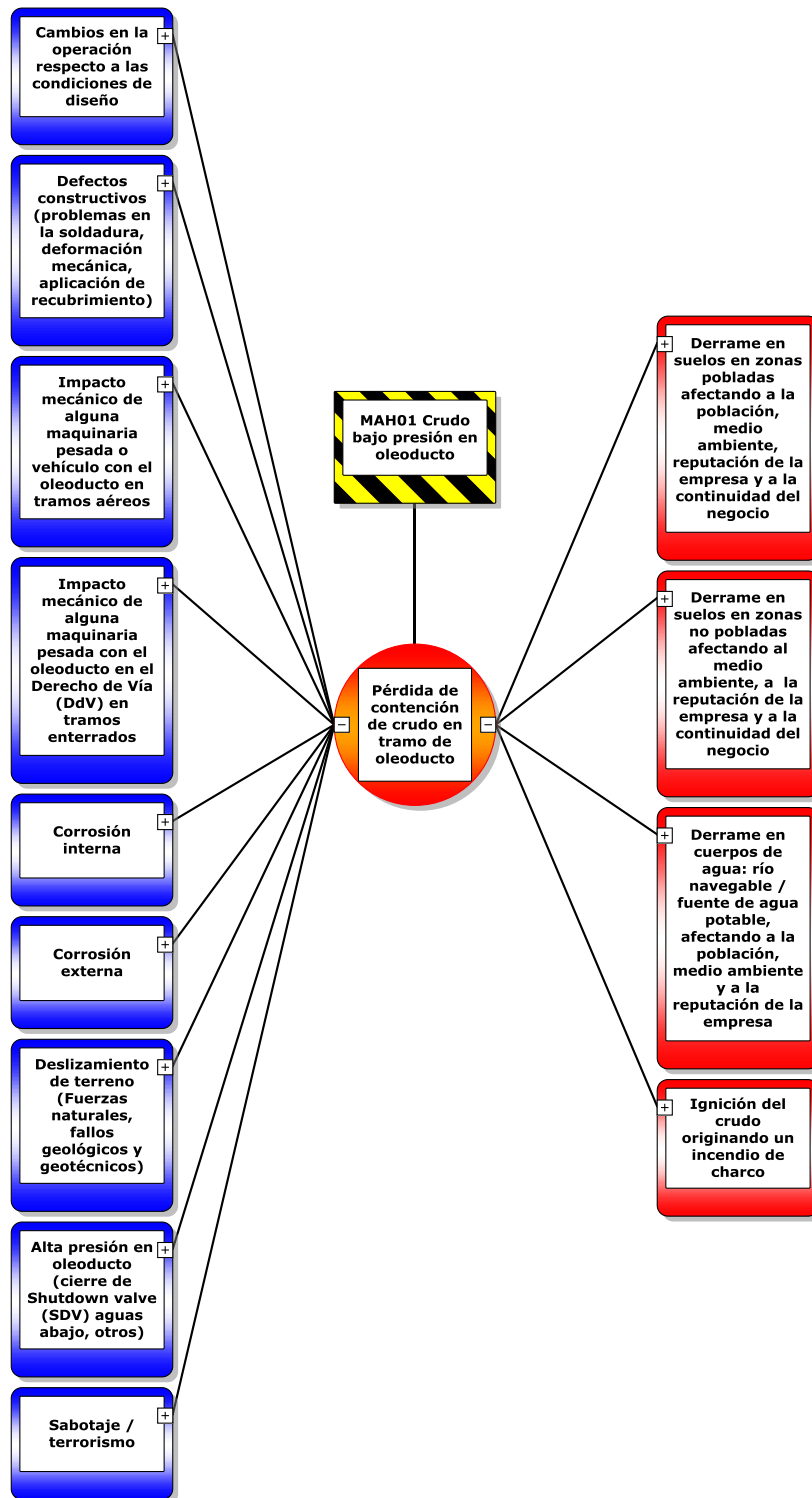 Cambios en la
operación
respecto a las
condiciones de
diseño
Defectos
constructivos
(problemas en
la soldadura,
deformación
mecánica,
aplicación de
recubrimiento)
Impacto
mecánico de
alguna
maquinaria
pesada o
vehículo con el
oleoducto en
tramos aéreos
Impacto
mecánico de
alguna
maquinaria
pesada con el
oleoducto en el
Derecho de Vía
(DdV) en
tramos
enterrados
Corrosión
interna
Corrosión
externa
Deslizamiento
de terreno
(Fuerzas
naturales,
fallos
geológicos y
geotécnicos)
Alta presión en
oleoducto
(cierre de
Shutdown valve
(SDV) aguas
abajo, otros)
Sabotaje /
terrorismo
MAH01 Crudo
bajo presión en
oleoducto
Pérdida de
contención
de crudo en
tramo de
oleoducto
Derrame en
suelos en zonas
pobladas
afectando a la
población,
medio
ambiente,
reputación de la
empresa y a la
continuidad del
negocio
Derrame en
suelos en zonas
no pobladas
afectando al
medio
ambiente, a  la
reputación de la
empresa y a la
continuidad del
negocio
Derrame en
cuerpos de
agua: río
navegable /
fuente de agua
potable,
afectando a la
población,
medio ambiente
y a la
reputación de la
empresa
Ignición del
crudo
originando un
incendio de
charco